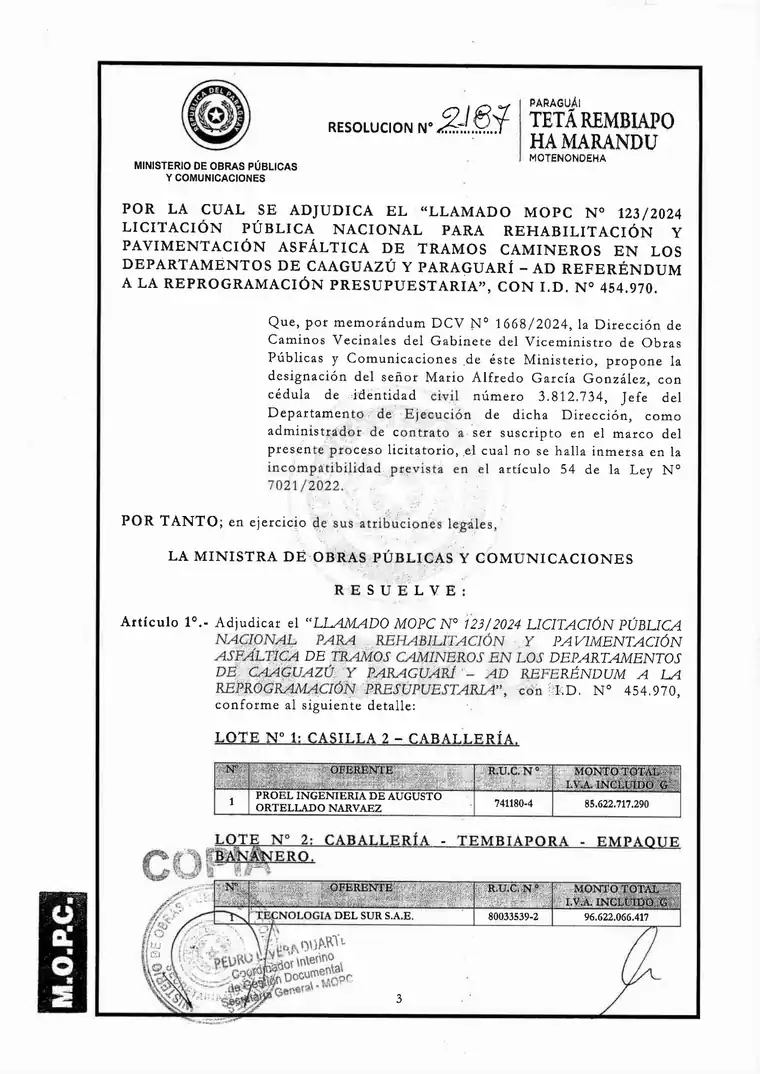 REPUBLICA DEL PARAGUAY
MINISTERIO DE OBRAS PÚBLICAS
Y COMUNICACIONES
RESOLUCION N° 2187
PARAGUÁI
TETÃ REMBIAPO
HA MARANDU
MOTENONDEHA
POR LA CUAL SE ADJUDICA EL “LLAMADO MOPC N° 123/2024
LICITACIÓN PÚBLICA NACIONAL PARA REHABILITACIÓN Y
PAVIMENTACIÓN ASFÁLTICA DE TRAMOS CAMINEROS EN LOS
DEPARTAMENTOS DE CAAGUAZÚ Y PARAGUARÍ – AD REFERÉNDUM
A LA REPROGRAMACIÓN PRESUPUESTARIA”, CON I.D. N° 454.970.
Que, por memorándum DCV N° 1668/2024, la Dirección de
Caminos Vecinales del Gabinete del Viceministro de Obras
Públicas y Comunicaciones de éste Ministerio, propone la
designación del señor Mario Alfredo García González, con
cédula de identidad civil número 3.812.734, Jefe del
Departamento de Ejecución de dicha Dirección, como
administrador de contrato a ser suscripto en el marco del
presente proceso licitatorio, el cual no se halla inmersa en la
incompatibilidad prevista en el artículo 54 de la Ley N°
7021/2022.
POR TANTO; en ejercicio de sus atribuciones legales,
LA MINISTRA DE OBRAS PÚBLICAS Y COMUNICACIONES
R E S U E L V E :
Artículo 1°.- Adjudicar el “LLAMADO MOPC N° 123/2024 LICITACIÓN PÚBLICA
NACIONAL PARA REHABILITACIÓN Y PAVIMENTACIÓN
ASFÁLTICA DE TRAMOS CAMINEROS EN LOS DEPARTAMENTOS
DE CAAGUAZÚ Y PARAGUARÍ – AD REFERÉNDUM A LA
REPROGRAMACIÓN PRESUPUESTARIA”, con I.D. N° 454.970,
conforme al siguiente detalle:
LOTE N° 1: CASILLA 2 – CABALLERÍA.
N° OFERENTE R.U.C. N° MONTO TOTAL
I.V.A. INCLUIDO G
1 PROEL INGENIERIA DE AUGUSTO
ORTELLADO NARVAEZ 741180-4 85.622.717.290
LOTE N° 2: CABALLERÍA - TEMBIAPORA - EMPAQUE
BANANERO.
COPIA
N° OFERENTE R.U.C. N° MONTO TOTAL
I.V.A. INCLUIDO G
1 TECNOLOGIA DEL SUR S.A.E. 80033539-2 96.622.066.417
PEDRO L. VERA DUARTE
Coordinador Interino
de Gestión Documental
Secretaría General - MOPC
M.O.P.C.
3